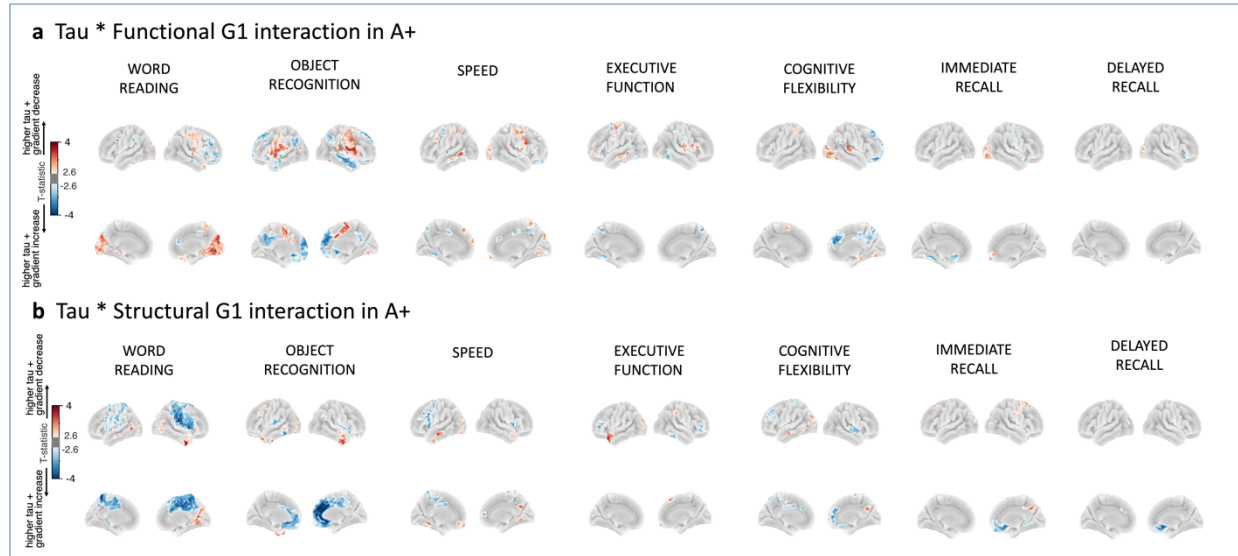 a Tau * Functional G1 interaction in A+
WORD
READING
OBJECT
RECOGNITION
SPEED
EXECUTIVE
FUNCTION
COGNITIVE
FLEXIBILITY
IMMEDIATE
RECALL
DELAYED
RECALL
higher tau +
gradient decrease
T-statistic
4
2.6
-2.6
-4
higher tau +
gradient increase
b Tau * Structural G1 interaction in A+
WORD
READING
OBJECT
RECOGNITION
SPEED
EXECUTIVE
FUNCTION
COGNITIVE
FLEXIBILITY
IMMEDIATE
RECALL
DELAYED
RECALL
higher tau +
gradient decrease
T-statistic
4
2.6
-2.6
-4
higher tau +
gradient increase